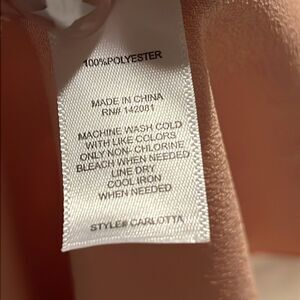 100%POLYESTER
MADE IN CHINA
RN# 142081
MACHINE WASH COLD
WITH LIKE COLORS
ONLY NON- CHLORINE
BLEACH WHEN NEEDED
LINE DRY
COOL IRON
WHEN NEEDED
STYLE# CARLOTTA